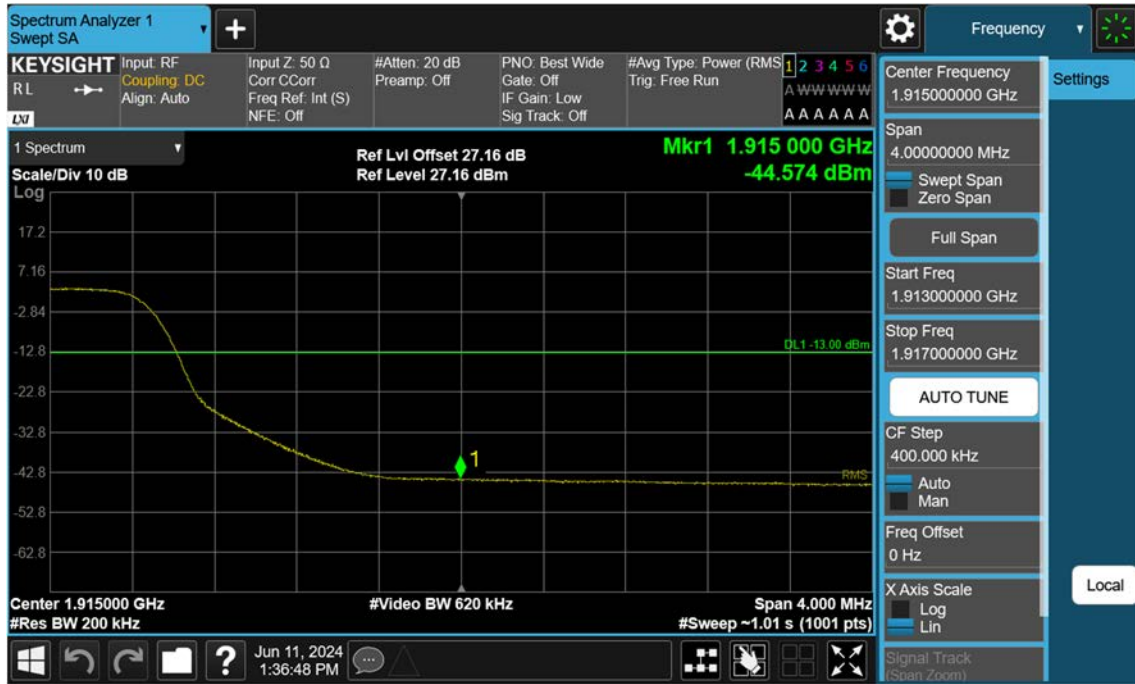 Spectrum Analyzer 1
Swept SA
Frequency
KEYSIGHT
R L
LXI
Input: RF
Coupling: DC
Align: Auto
Input Z: 50 Ω
Corr CCorr
Freq Ref: Int (S)
NFE: Off
#Atten: 20 dB
Preamp: Off
PNO: Best Wide
Gate: Off
IF Gain: Low
Sig Track: Off
#Avg Type: Power (RMS
Trig: Free Run
1 2 3 4 5 6
A W W W W W
A A A A A A
1 Spectrum
Scale/Div 10 dB
Ref Lvl Offset 27.16 dB
Ref Level 27.16 dBm
Mkr1 1.915 000 GHz
-44.574 dBm
Log
17.2
7.16
-2.84
-12.8
-22.8
-32.8
-42.8
-52.8
-62.8
DL1 -13.00 dBm
1
RMS
Center 1.915000 GHz
#Video BW 620 kHz
Span 4.000 MHz
#Res BW 200 kHz
#Sweep ~1.01 s (1001 pts)
Jun 11, 2024
1:36:48 PM
Center Frequency
1.915000000 GHz
Settings
Span
4.00000000 MHz
Swept Span
Zero Span
Full Span
Start Freq
1.913000000 GHz
Stop Freq
1.917000000 GHz
AUTO TUNE
CF Step
400.000 kHz
Auto
Man
Freq Offset
0 Hz
X Axis Scale
Log
Lin
Local
Signal Track
(Span Zoom)